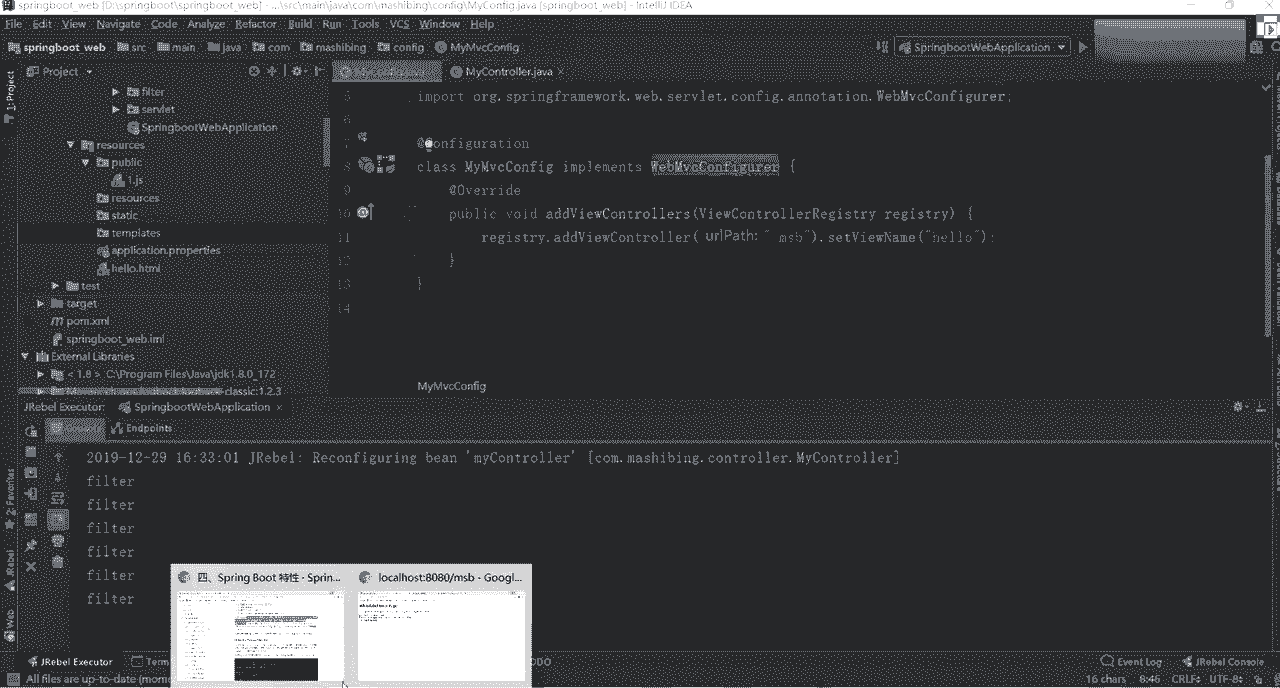 springboot_web [D:\springboot\springboot_web] - ...\src\main\java\com\mashibing\config\MyConfig.java [springboot_web] - IntelliJ IDEA
File Edit View Navigate Code Analyze Refactor Build Run Tools VCS Window Help
springboot_web src main java com mashibing config MyMvcConfig
SpringbootWebApplication
1: Project
Project
MyController.java
filter
servlet
SpringbootWebApplication
resources
public
1.js
resources
static
templates
application.properties
hello.html
test
target
pom.xml
springboot_web.iml
External Libraries
< 1.8 > C:\Program Files\Java\jdk1.8.0_172
classic:1.2.3
5 import org.springframework.web.servlet.config.annotation.WebMvcConfigurer;
6
7 @Configuration
8 class MyMvcConfig implements WebMvcConfigurer {
9 @Override
10 public void addViewControllers(ViewControllerRegistry registry) {
11 registry.addViewController( urlPath: " msb").setViewName("hello");
12 }
13 }
14
MyMvcConfig
JRebel Executor: SpringbootWebApplication
Endpoints
2019-12-29 16:33:01 JRebel: Reconfiguring bean 'myController' [com.mashibing.controller.MyController]
filter
filter
filter
filter
filter
filter
2: Favorites
JRebel
四、Spring Boot 特性 - Sprin...
localhost:8080/msb - Googl...
JRebel Executor
Term
ODO
Event Log
JRebel Console
All files are up-to-date (mom
16 chars 8:46 CRLF: UTF-8: